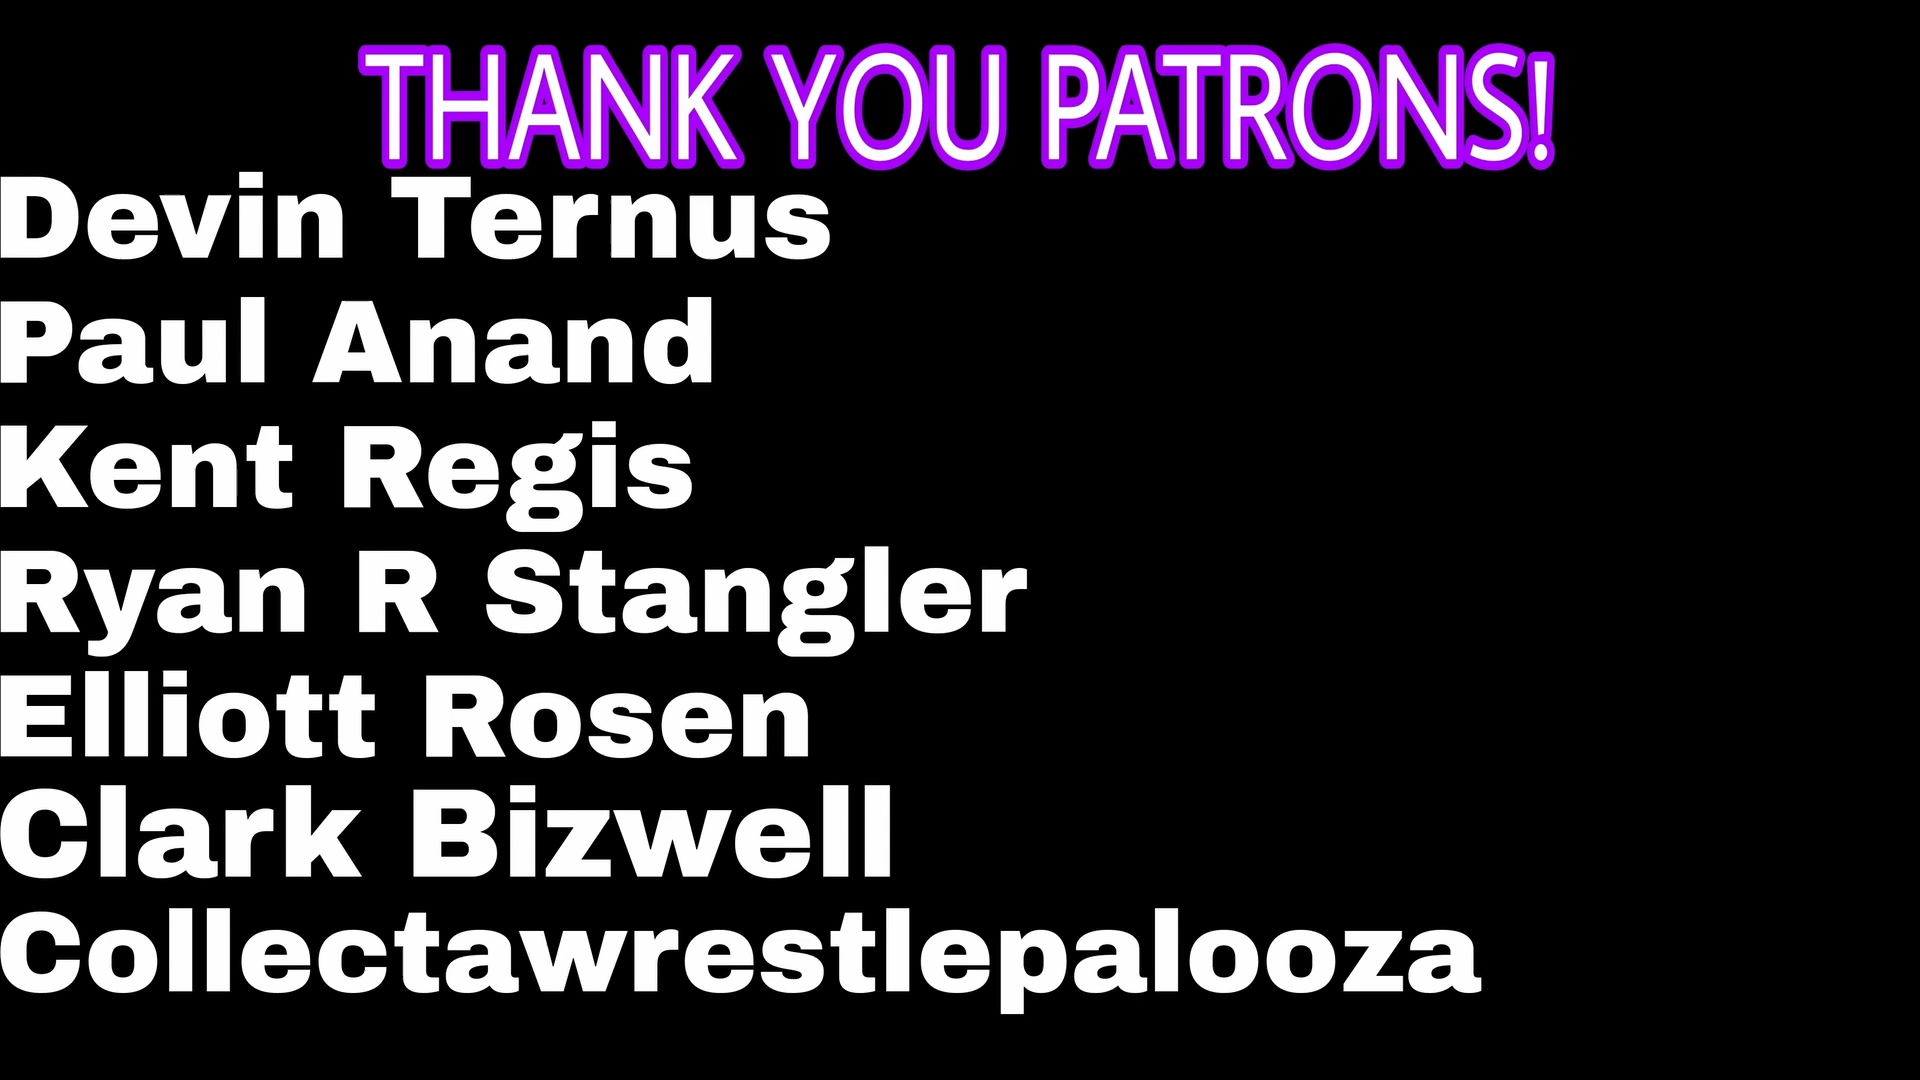 THANK YOU PATRONS!
Devin Ternus
Paul Anand
Kent Regis
Ryan R Stangler
Elliott Rosen
Clark Bizwell
Collectawrestlepalooza